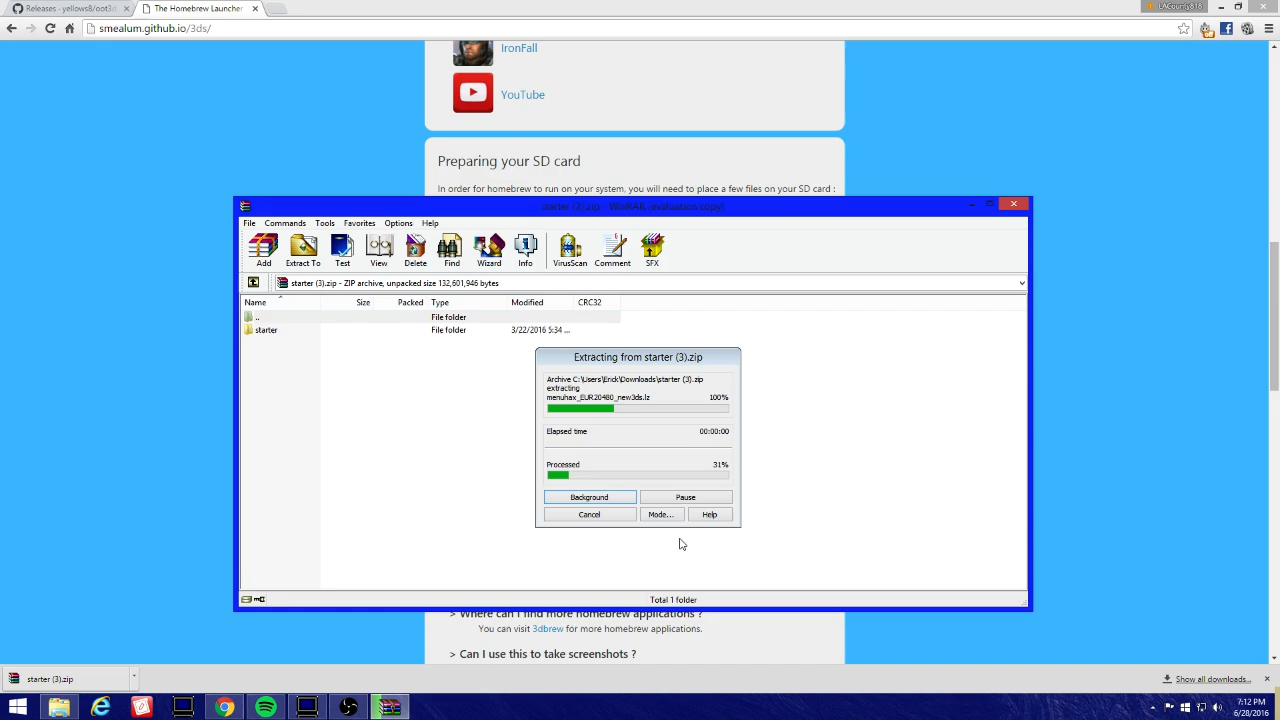 Releases - yellows8/oot3d
The Homebrew Launcher
LACounty818
smealum.github.io/3ds/
IronFall
YouTube
Preparing your SD card
In order for homebrew to run on your system, you will need to place a few files on your SD card :
starter (3).zip - WinRAR (evaluation copy)
File Commands Tools Favorites Options Help
Add Extract To Test View Delete Find Wizard Info VirusScan Comment SFX
starter (3).zip - ZIP archive, unpacked size 132,601,946 bytes
Name Size Packed Type Modified CRC32
.. File folder
starter File folder 3/22/2016 5:34 ...
Extracting from starter (3).zip
Archive C:\Users\Erick\Downloads\starter (3).zip
extracting
menuhax_EUR20480_new3ds.lz 100%
Elapsed time 00:00:00
Processed 31%
Background Pause
Cancel Mode... Help
Total 1 folder
> Where can I find more homebrew applications ?
You can visit 3dbrew for more homebrew applications.
> Can I use this to take screenshots ?
starter (3).zip
Show all downloads...
7:12 PM
6/28/2016